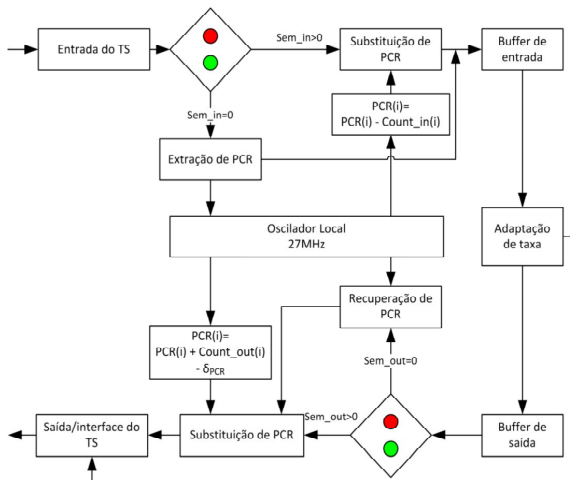 Entrada do TS
Sem_in>0
Substituição de
PCR
Buffer de
entrada
Sem_in=0
PCR(i)=
PCR(i) - Count_in(i)
Extração de PCR
Oscilador Local
27MHz
Adaptação
de taxa
Recuperação de
PCR
PCR(i)=
PCR(i) + Count_out(i)
- δPCR
Sem_out=0
Saída/interface do
TS
Substituição de PCR
Sem_out>0
Buffer de
saida